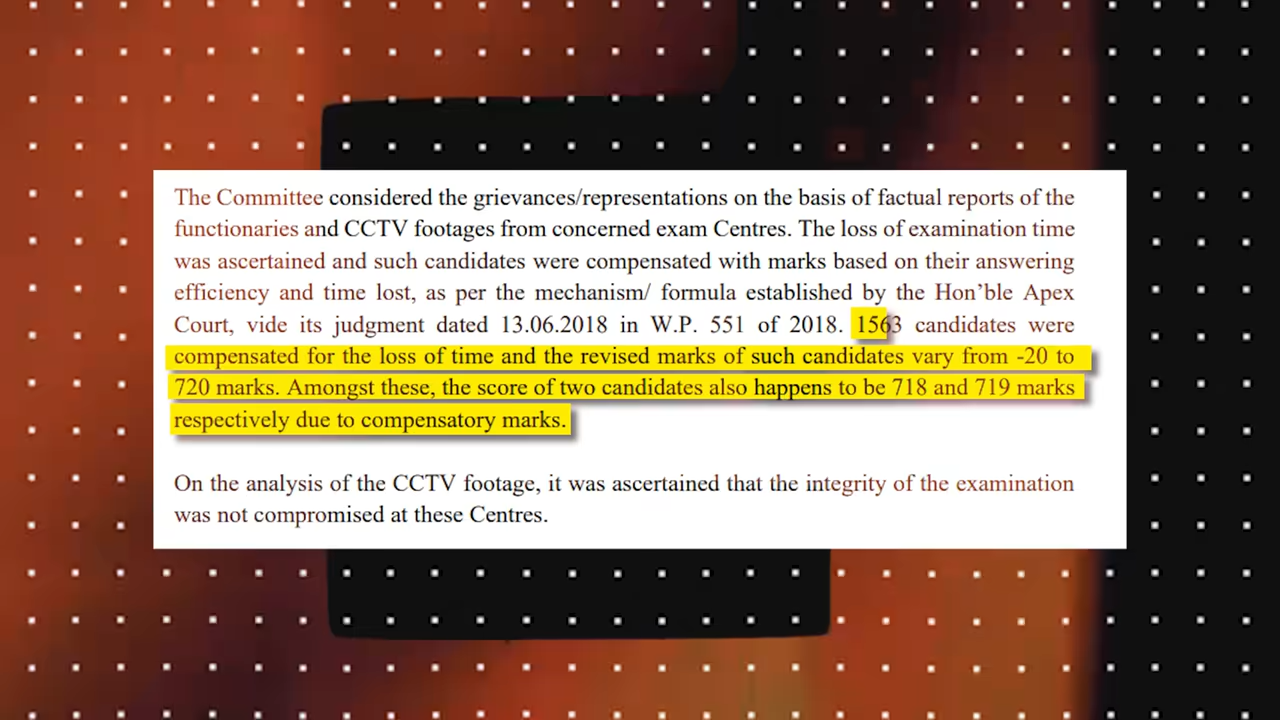 The Committee considered the grievances/representations on the basis of factual reports of the
functionaries and CCTV footages from concerned exam Centres. The loss of examination time
was ascertained and such candidates were compensated with marks based on their answering
efficiency and time lost, as per the mechanism/ formula established by the Hon'ble Apex
Court, vide its judgment dated 13.06.2018 in W.P. 551 of 2018. 1563 candidates were
compensated for the loss of time and the revised marks of such candidates vary from -20 to
720 marks. Amongst these, the score of two candidates also happens to be 718 and 719 marks
respectively due to compensatory marks.
On the analysis of the CCTV footage, it was ascertained that the integrity of the examination
was not compromised at these Centres.